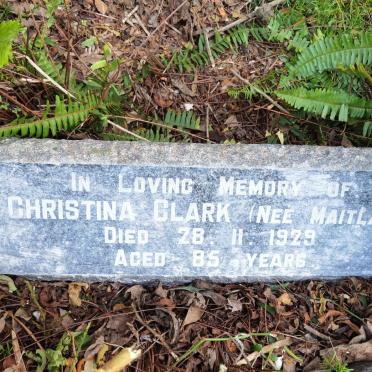 IN LOVING MEMORY OF
CHRISTINA CLARK (NEE MAITLA
DIED 28.11.1929
AGED 85 YEARS